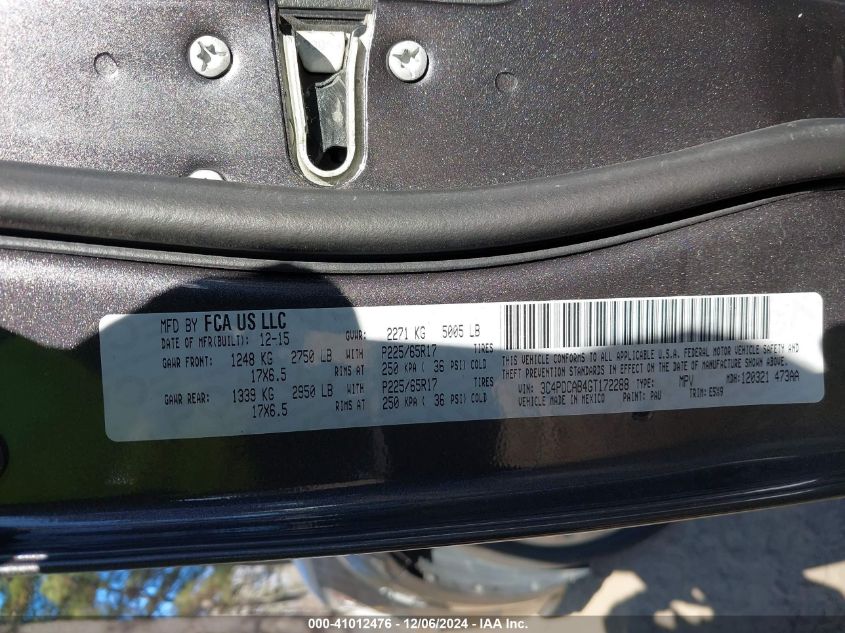 MFD BY FCA US LLC
DATE OF MFR(BUILT): 12-15 GVWR: 2271 KG 5005 LB
GAWR FRONT: 1248 KG 2750 LB WITH P225/65R17 TIRES
17X6.5 RIMS AT 250 KPA ( 36 PSI) COLD
GAWR REAR: 1339 KG 2950 LB WITH P225/65R17 TIRES
17X6.5 RIMS AT 250 KPA ( 36 PSI) COLD
THIS VEHICLE CONFORMS TO ALL APPLICABLE U.S.A. FEDERAL MOTOR VEHICLE SAFETY AND
THEFT PREVENTION STANDARDS IN EFFECT ON THE DATE OF MANUFACTURE SHOWN ABOVE.
VIN: 3C4PDCAB4GT172288 TYPE: MPV MDH: 120321 473AA
VEHICLE MADE IN MEXICO PAINT: PAU TRIM: E5X9
000-41012476 - 12/06/2024 - IAA Inc.